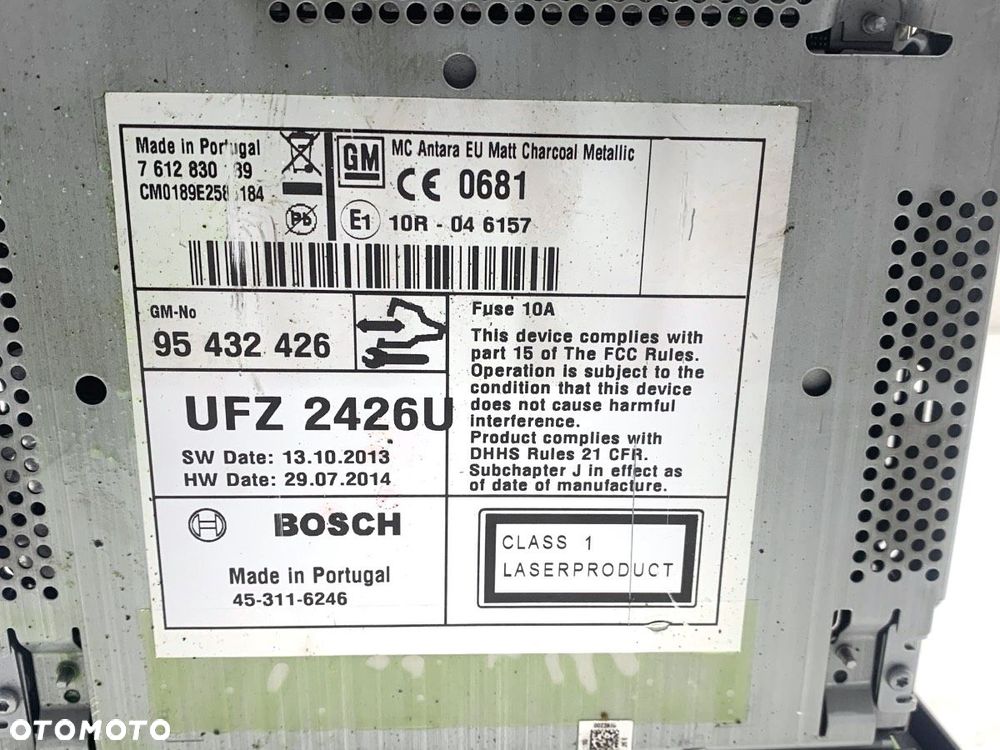 Made in Portugal
7 612 830 89
Pb
GM
MC Antara EU Matt Charcoal Metallic
CE 0681
E1 10R - 04 6157
GM-No
95 432 426
UFZ 2426U
SW Date: 13.10.2013
HW Date: 29.07.2014
Fuse 10A
This device complies with
part 15 of The FCC Rules.
Operation is subject to the
condition that this device
does not cause harmful
interference.
Product complies with
DHHS Rules 21 CFR.
Subchapter J in effect as
of date of manufacture.
BOSCH
Made in Portugal
45-311-6246
CLASS 1
LASERPRODUCT
OTOMOTO